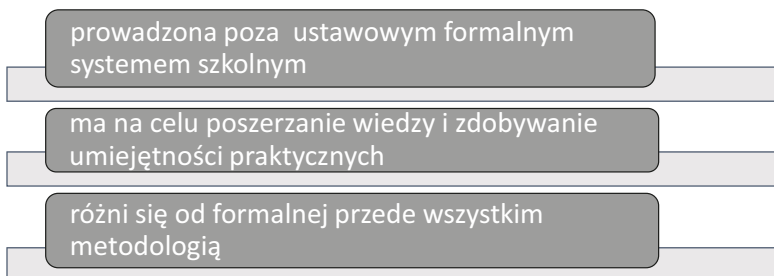 prowadzona poza  ustawowym formalnym
systemem szkolnym
ma na celu poszerzanie wiedzy i zdobywanie
umiejętności praktycznych
różni się od formalnej przede wszystkim
metodologią